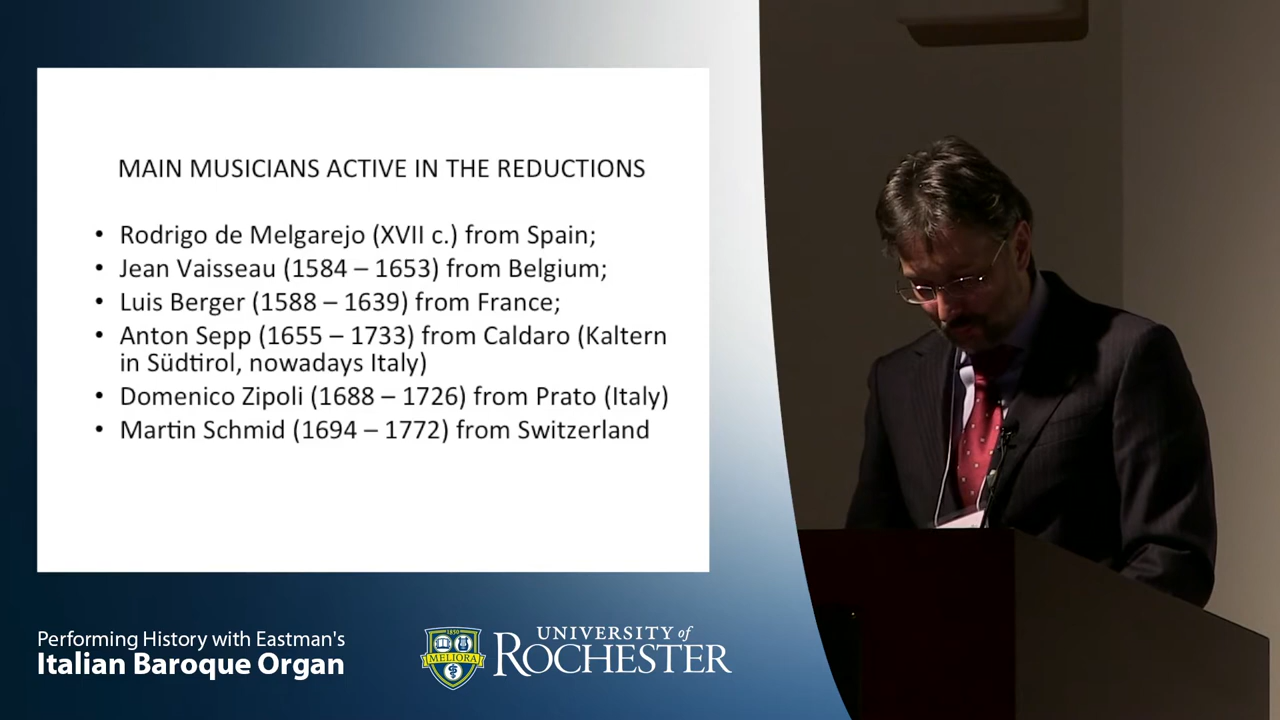 MAIN MUSICIANS ACTIVE IN THE REDUCTIONS
• Rodrigo de Melgarejo (XVII c.) from Spain;
• Jean Vaisseau (1584 – 1653) from Belgium;
• Luis Berger (1588 – 1639) from France;
• Anton Sepp (1655 – 1733) from Caldaro (Kaltern
in Südtirol, nowadays Italy)
• Domenico Zipoli (1688 – 1726) from Prato (Italy)
• Martin Schmid (1694 – 1772) from Switzerland
Performing History with Eastman's
Italian Baroque Organ
1850
MELIORA
UNIVERSITY of
ROCHESTER